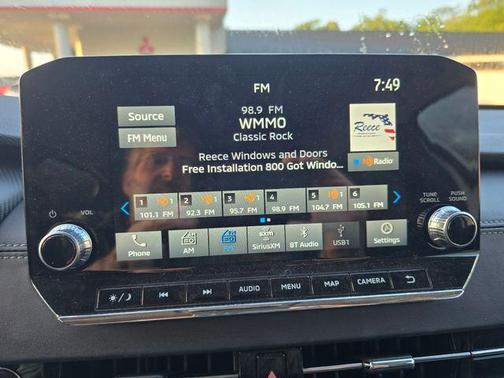 FM
7:49
Source
98.9 FM
WMMO
Classic Rock
FM Menu
Reece
Reece Windows and Doors
Free Installation 800 Got Windo...
Radio
1 2 3 4 5 6
101.1 FM 92.3 FM 95.7 FM 98.9 FM 104.7 FM 105.1 FM
VOL
TUNE SCROLL
PUSH SOUND
Phone AM SiriusXM BT Audio USB1 Settings
AUDIO MENU MAP CAMERA